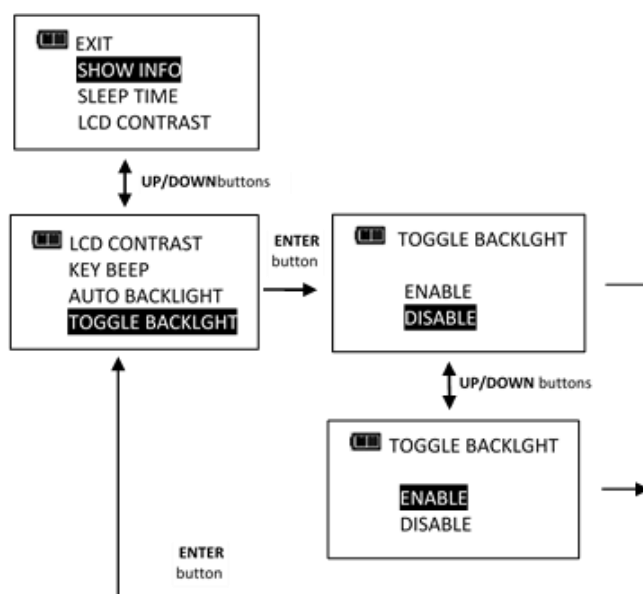 EXIT
SHOW INFO
SLEEP TIME
LCD CONTRAST
UP/DOWNbuttons
LCD CONTRAST
KEY BEEP
AUTO BACKLIGHT
TOGGLE BACKLGHT
ENTER
button
TOGGLE BACKLGHT
ENABLE
DISABLE
UP/DOWN buttons
TOGGLE BACKLGHT
ENABLE
DISABLE
ENTER
button